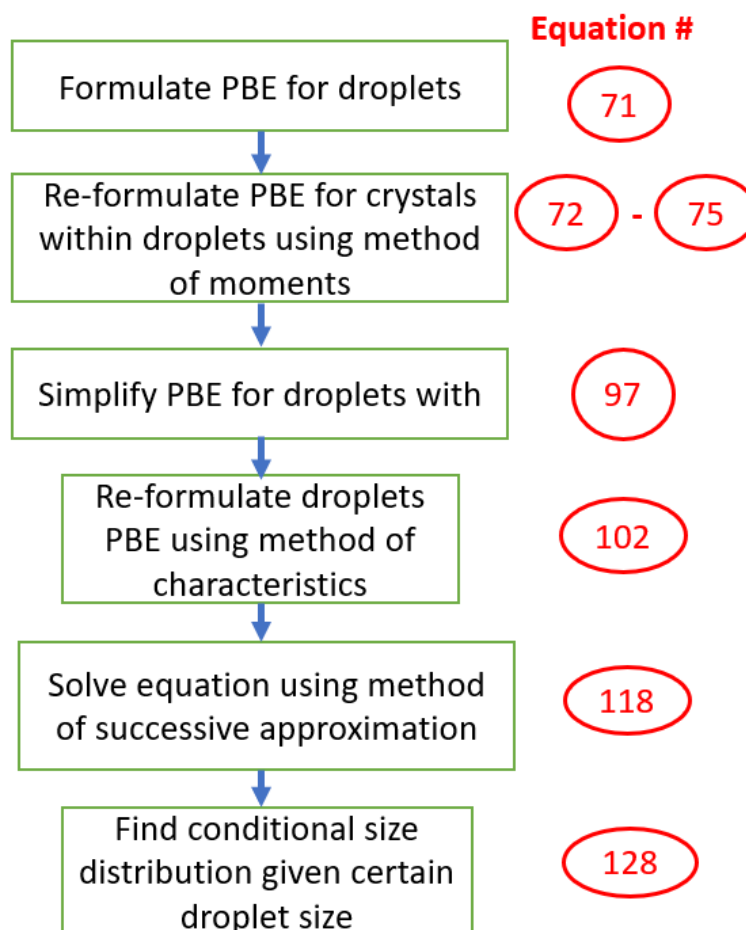 Equation #
Formulate PBE for droplets
71
Re-formulate PBE for crystals
within droplets using method
of moments
72 - 75
Simplify PBE for droplets with
97
Re-formulate droplets
PBE using method of
characteristics
102
Solve equation using method
of successive approximation
118
Find conditional size
distribution given certain
droplet size
128